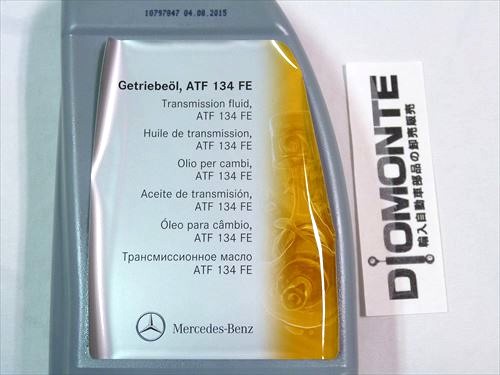 10797847 04.08.2015
Getriebeöl, ATF 134 FE
Transmission fluid,
ATF 134 FE
Huile de transmission,
ATF 134 FE
Olio per cambi,
ATF 134 FE
Aceite de transmisión,
ATF 134 FE
Óleo para câmbio,
ATF 134 FE
Трансмиссионное масло
ATF 134 FE
Mercedes-Benz
DIOMONTE
輸入自動車部品の卸売販売